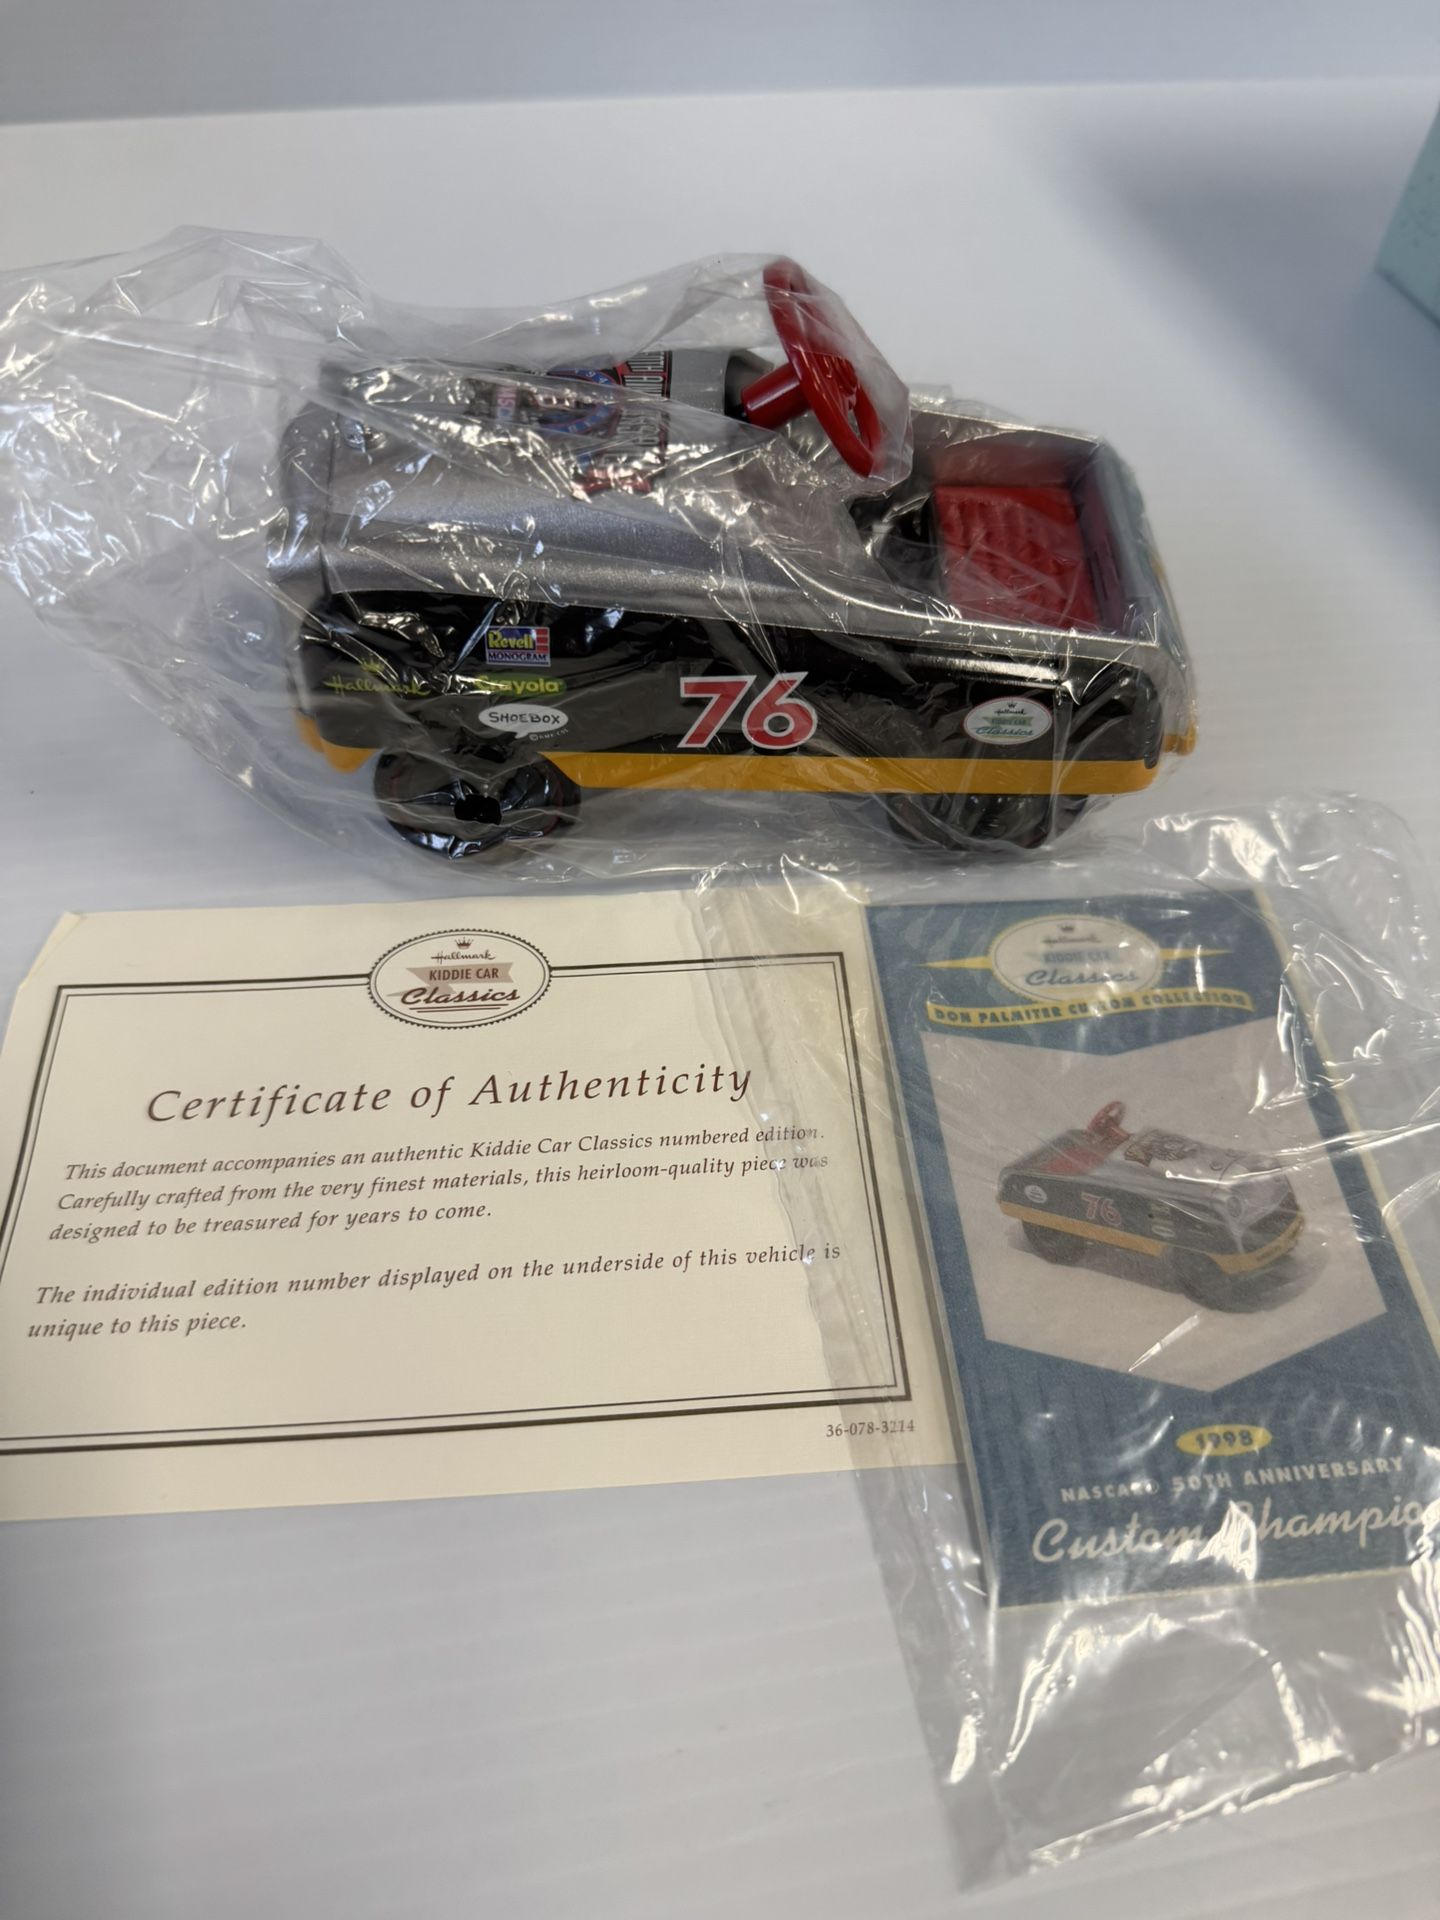 Revell
MONOGRAM
Hallmark
Crayola
SHOEBOX
76
Hallmark
KIDDIE CAR
Classics
Hallmark
KIDDIE CAR
Classics
Certificate of Authenticity
This document accompanies an authentic Kiddie Car Classics numbered edition.
Carefully crafted from the very finest materials, this heirloom-quality piece was
designed to be treasured for years to come.
The individual edition number displayed on the underside of this vehicle is
unique to this piece.
36-078-3214
Hallmark
KIDDIE CAR
Classics
DON PALMITER CUSTOM COLLECTION
76
1998
NASCAR® 50TH ANNIVERSARY
Custom Champio